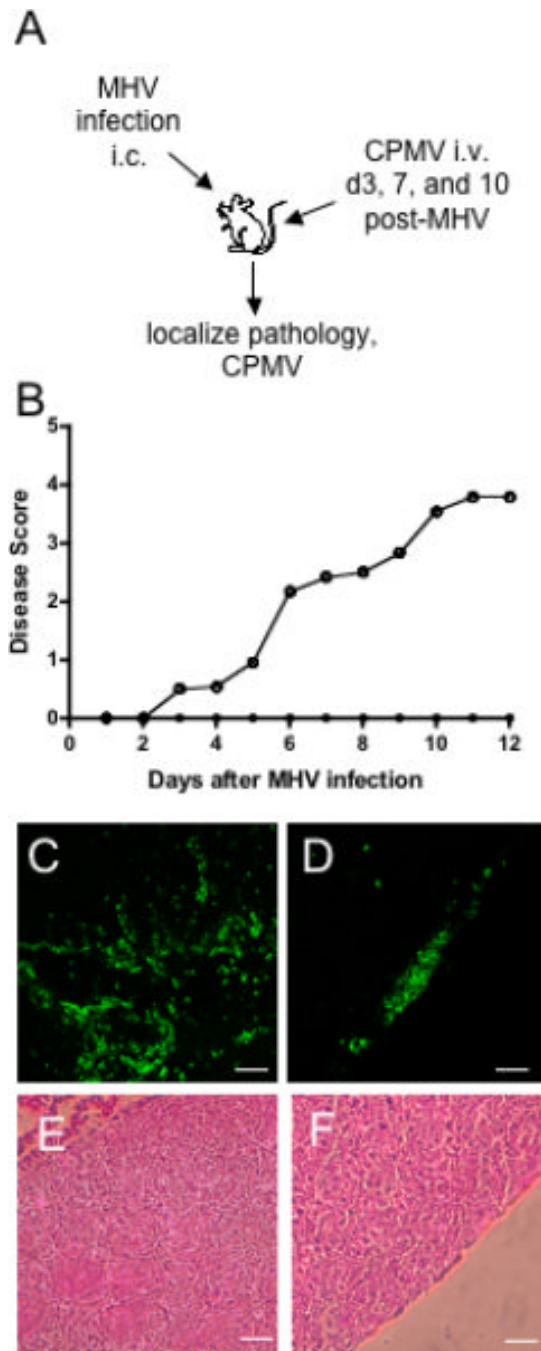 A
MHV
infection
i.c.
CPMV i.v.
d3, 7, and 10
post-MHV
localize pathology,
CPMV
B
5
4
3
2
1
0
Disease Score
0 2 4 6 8 10 12
Days after MHV infection
C
D
E
F